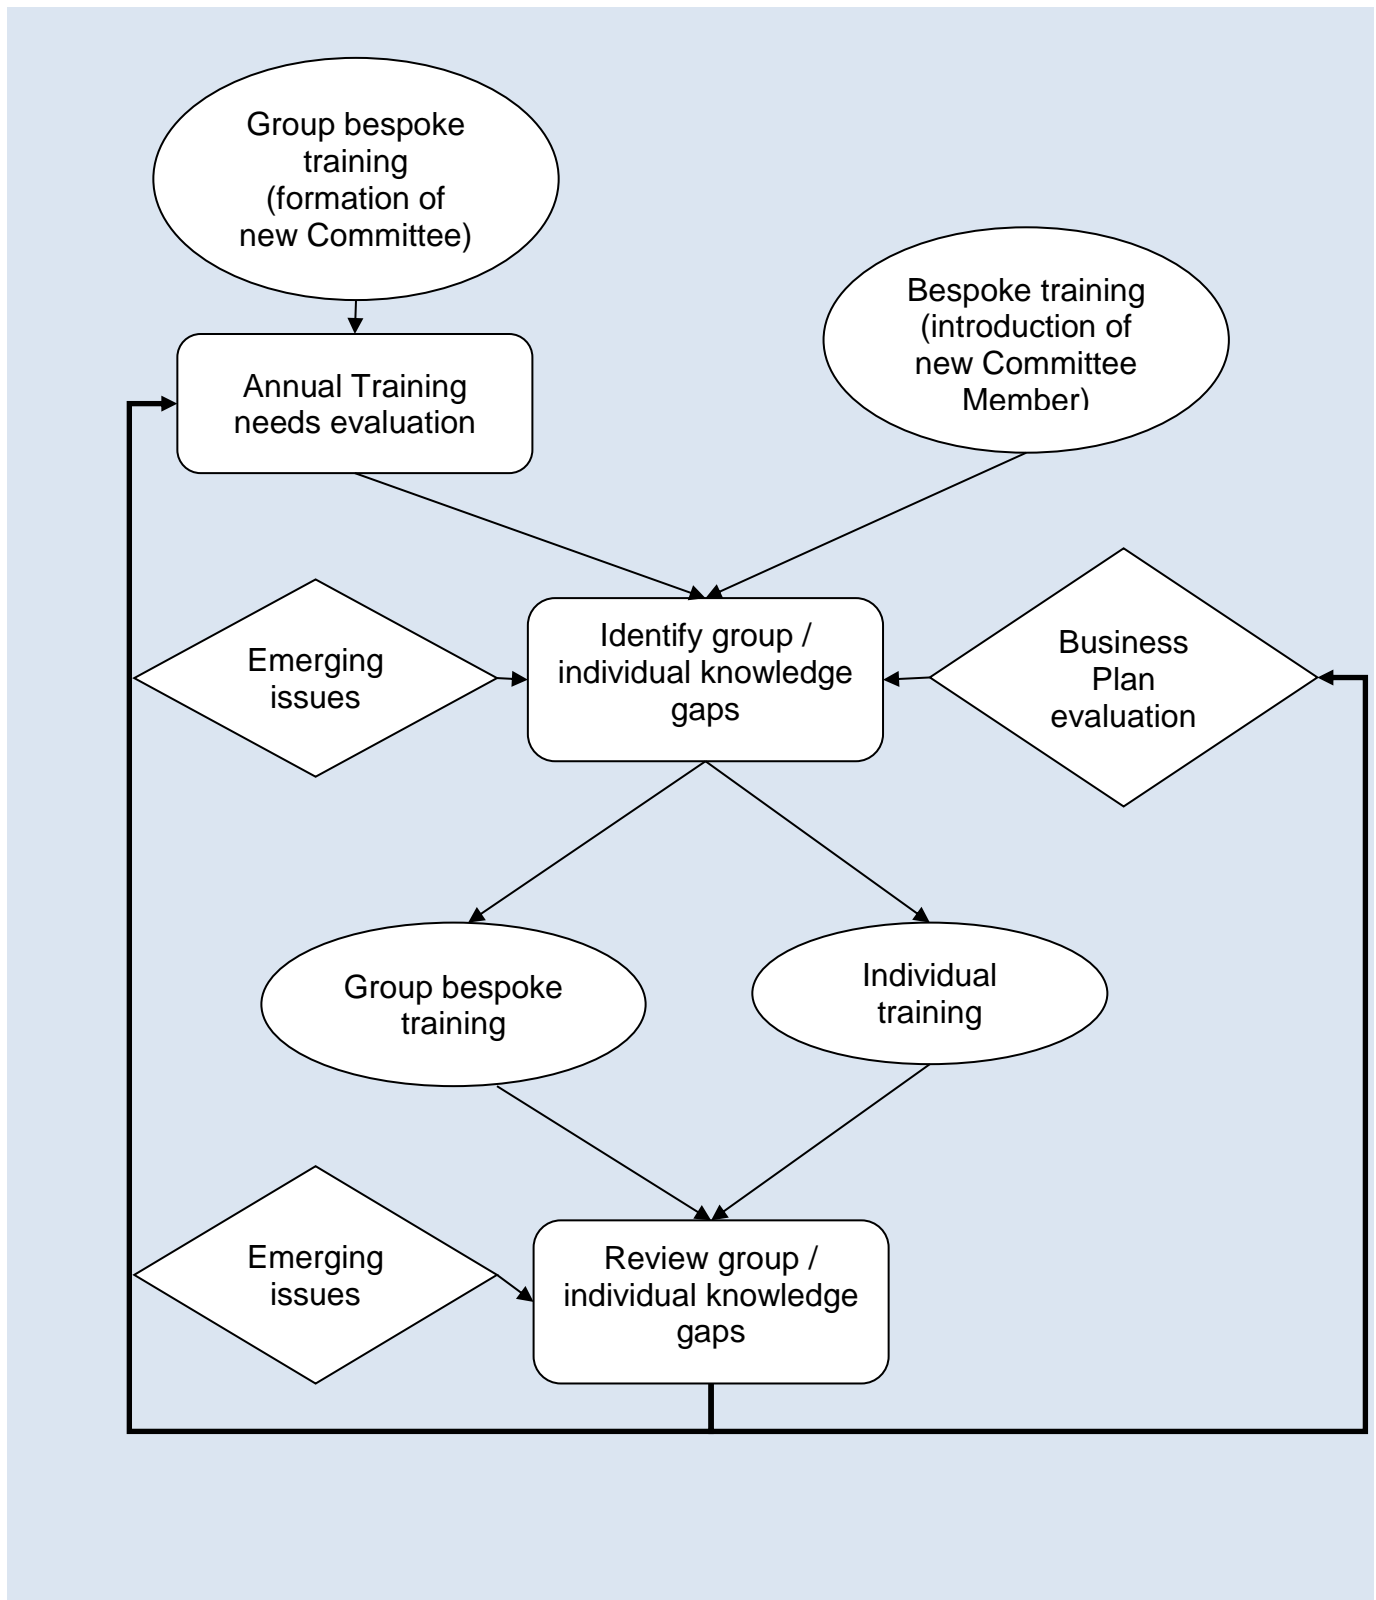 Group bespoke
training
(formation of
new Committee)
Bespoke training
(introduction of
new Committee
Member)
Annual Training
needs evaluation
Emerging
issues
Identify group /
individual knowledge
gaps
Business
Plan
evaluation
Group bespoke
training
Individual
training
Emerging
issues
Review group /
individual knowledge
gaps